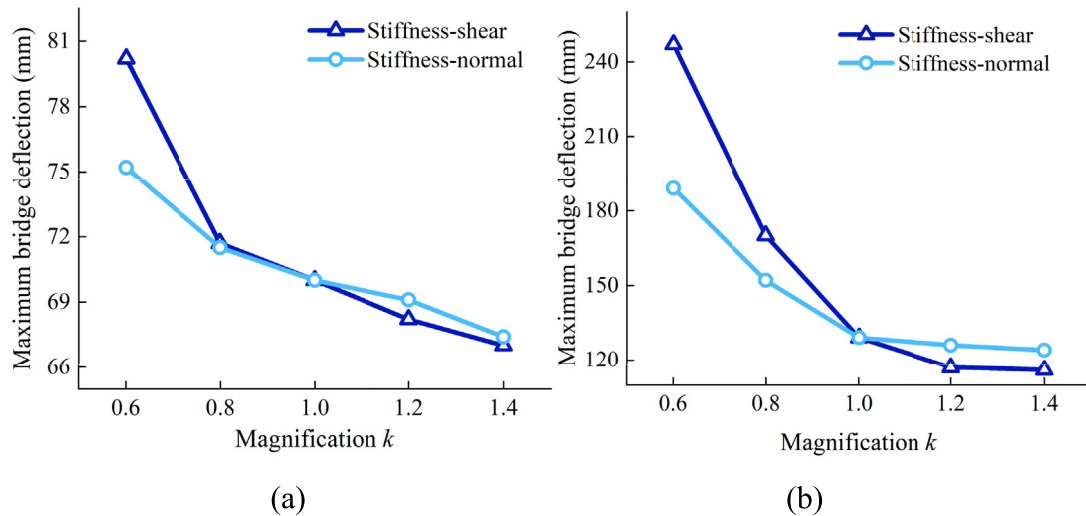 Maximum bridge deflection (mm)
81
78
75
72
69
66
Stiffness-shear
Stiffness-normal
0.6 0.8 1.0 1.2 1.4
Magnification k
(a)
Maximum bridge deflection (mm)
240
210
180
150
120
Stiffness-shear
Stiffness-normal
0.6 0.8 1.0 1.2 1.4
Magnification k
(b)